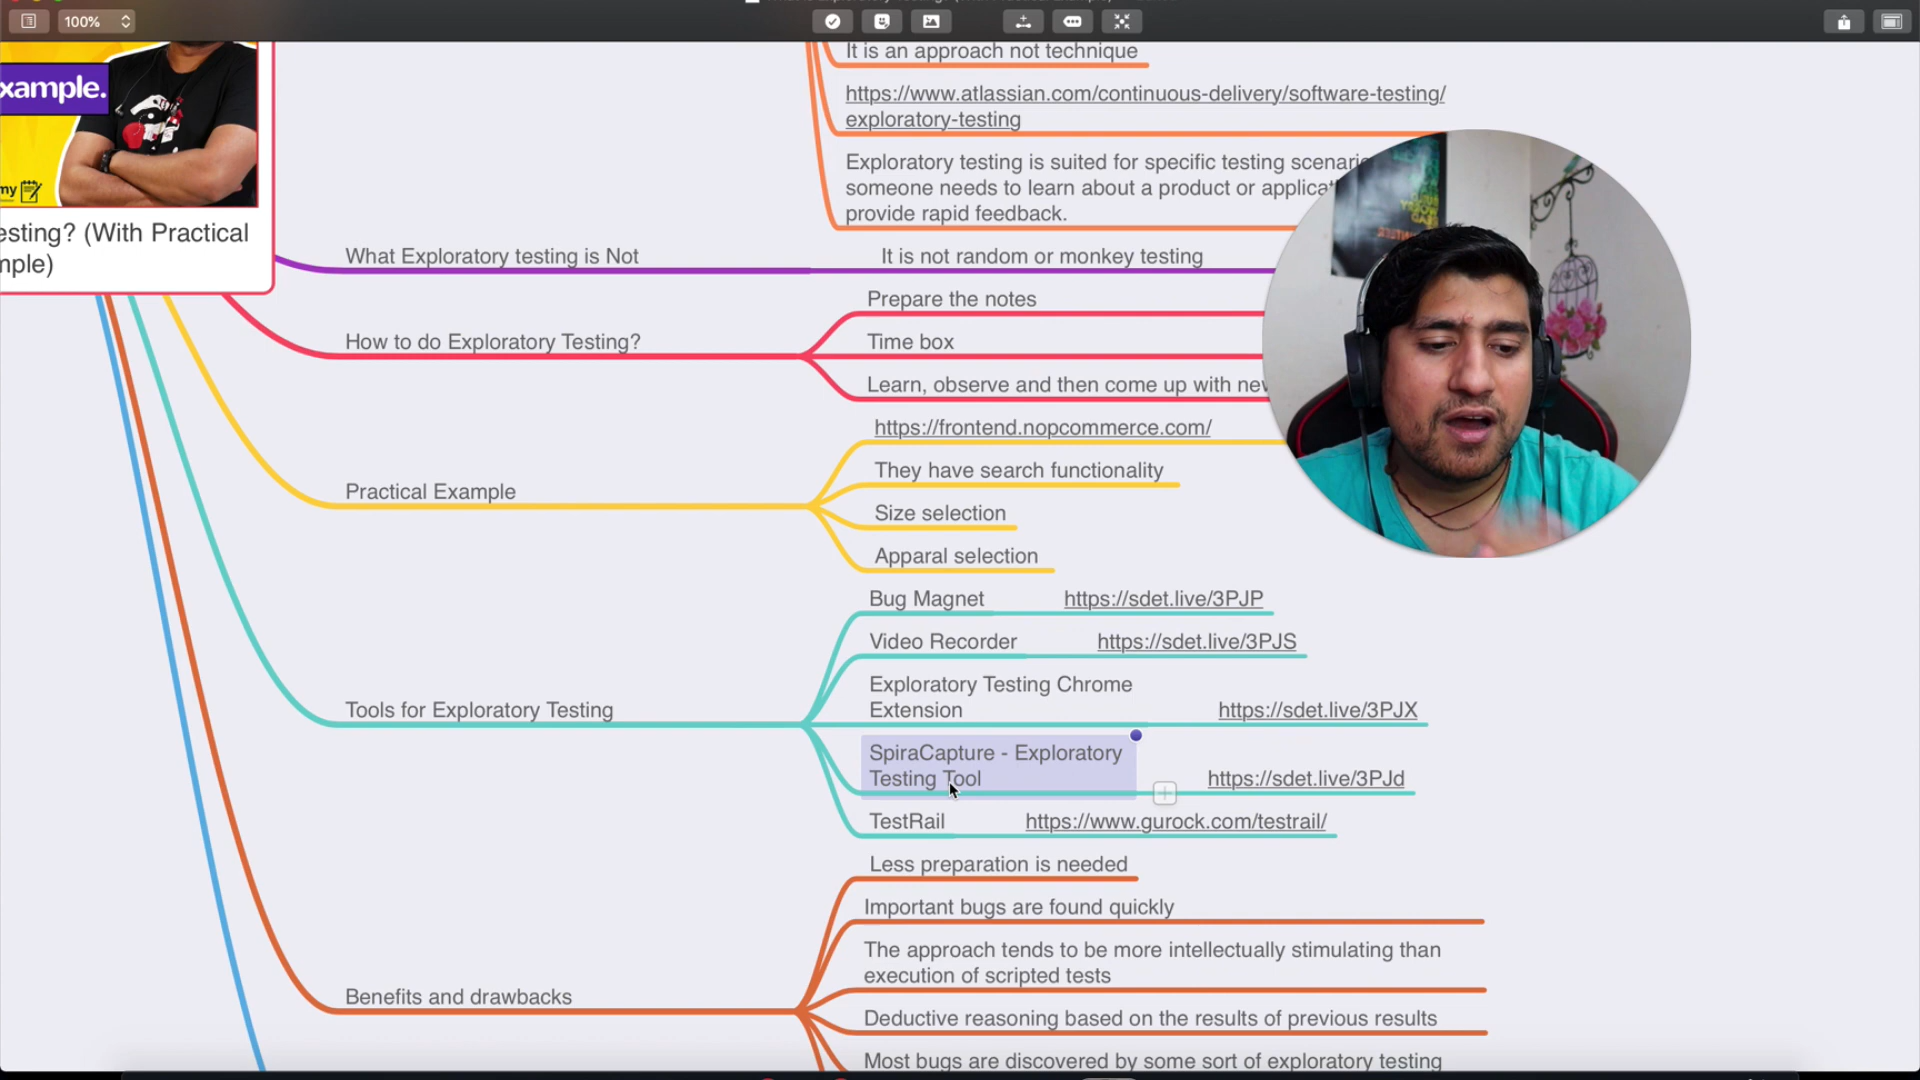 100%
It is an approach not technique
https://www.atlassian.com/continuous-delivery/software-testing/
exploratory-testing
Exploratory testing is suited for specific testing
someone needs to learn about a product or
provide rapid feedback.
xample.
my
esting? (With Practical
mple)
What Exploratory testing is Not
It is not random or monkey testing
How to do Exploratory Testing?
Prepare the notes
Time box
Learn, observe and then come up with
Practical Example
https://frontend.nopcommerce.com/
They have search functionality
Size selection
Apparal selection
Tools for Exploratory Testing
Bug Magnet
https://sdet.live/3PJP
Video Recorder
https://sdet.live/3PJS
Exploratory Testing Chrome
Extension
https://sdet.live/3PJX
SpiraCapture - Exploratory
Testing Tool
https://sdet.live/3PJd
TestRail
https://www.gurock.com/testrail/
Benefits and drawbacks
Less preparation is needed
Important bugs are found quickly
The approach tends to be more intellectually stimulating than
execution of scripted tests
Deductive reasoning based on the results of previous results
Most bugs are discovered by some sort of exploratory testing